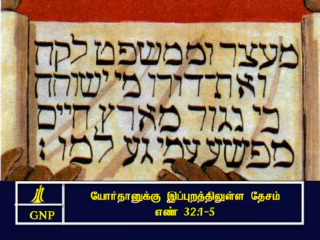 מעצר וממשפט לקח
ואת דורו מי ישוחח
כי נגזר מארץ חיים
מפשע עמי נגע למו:
GNP
யோர்தானுக்கு இப்புறத்திலுள்ள தேசம்
எண் 32:1-5